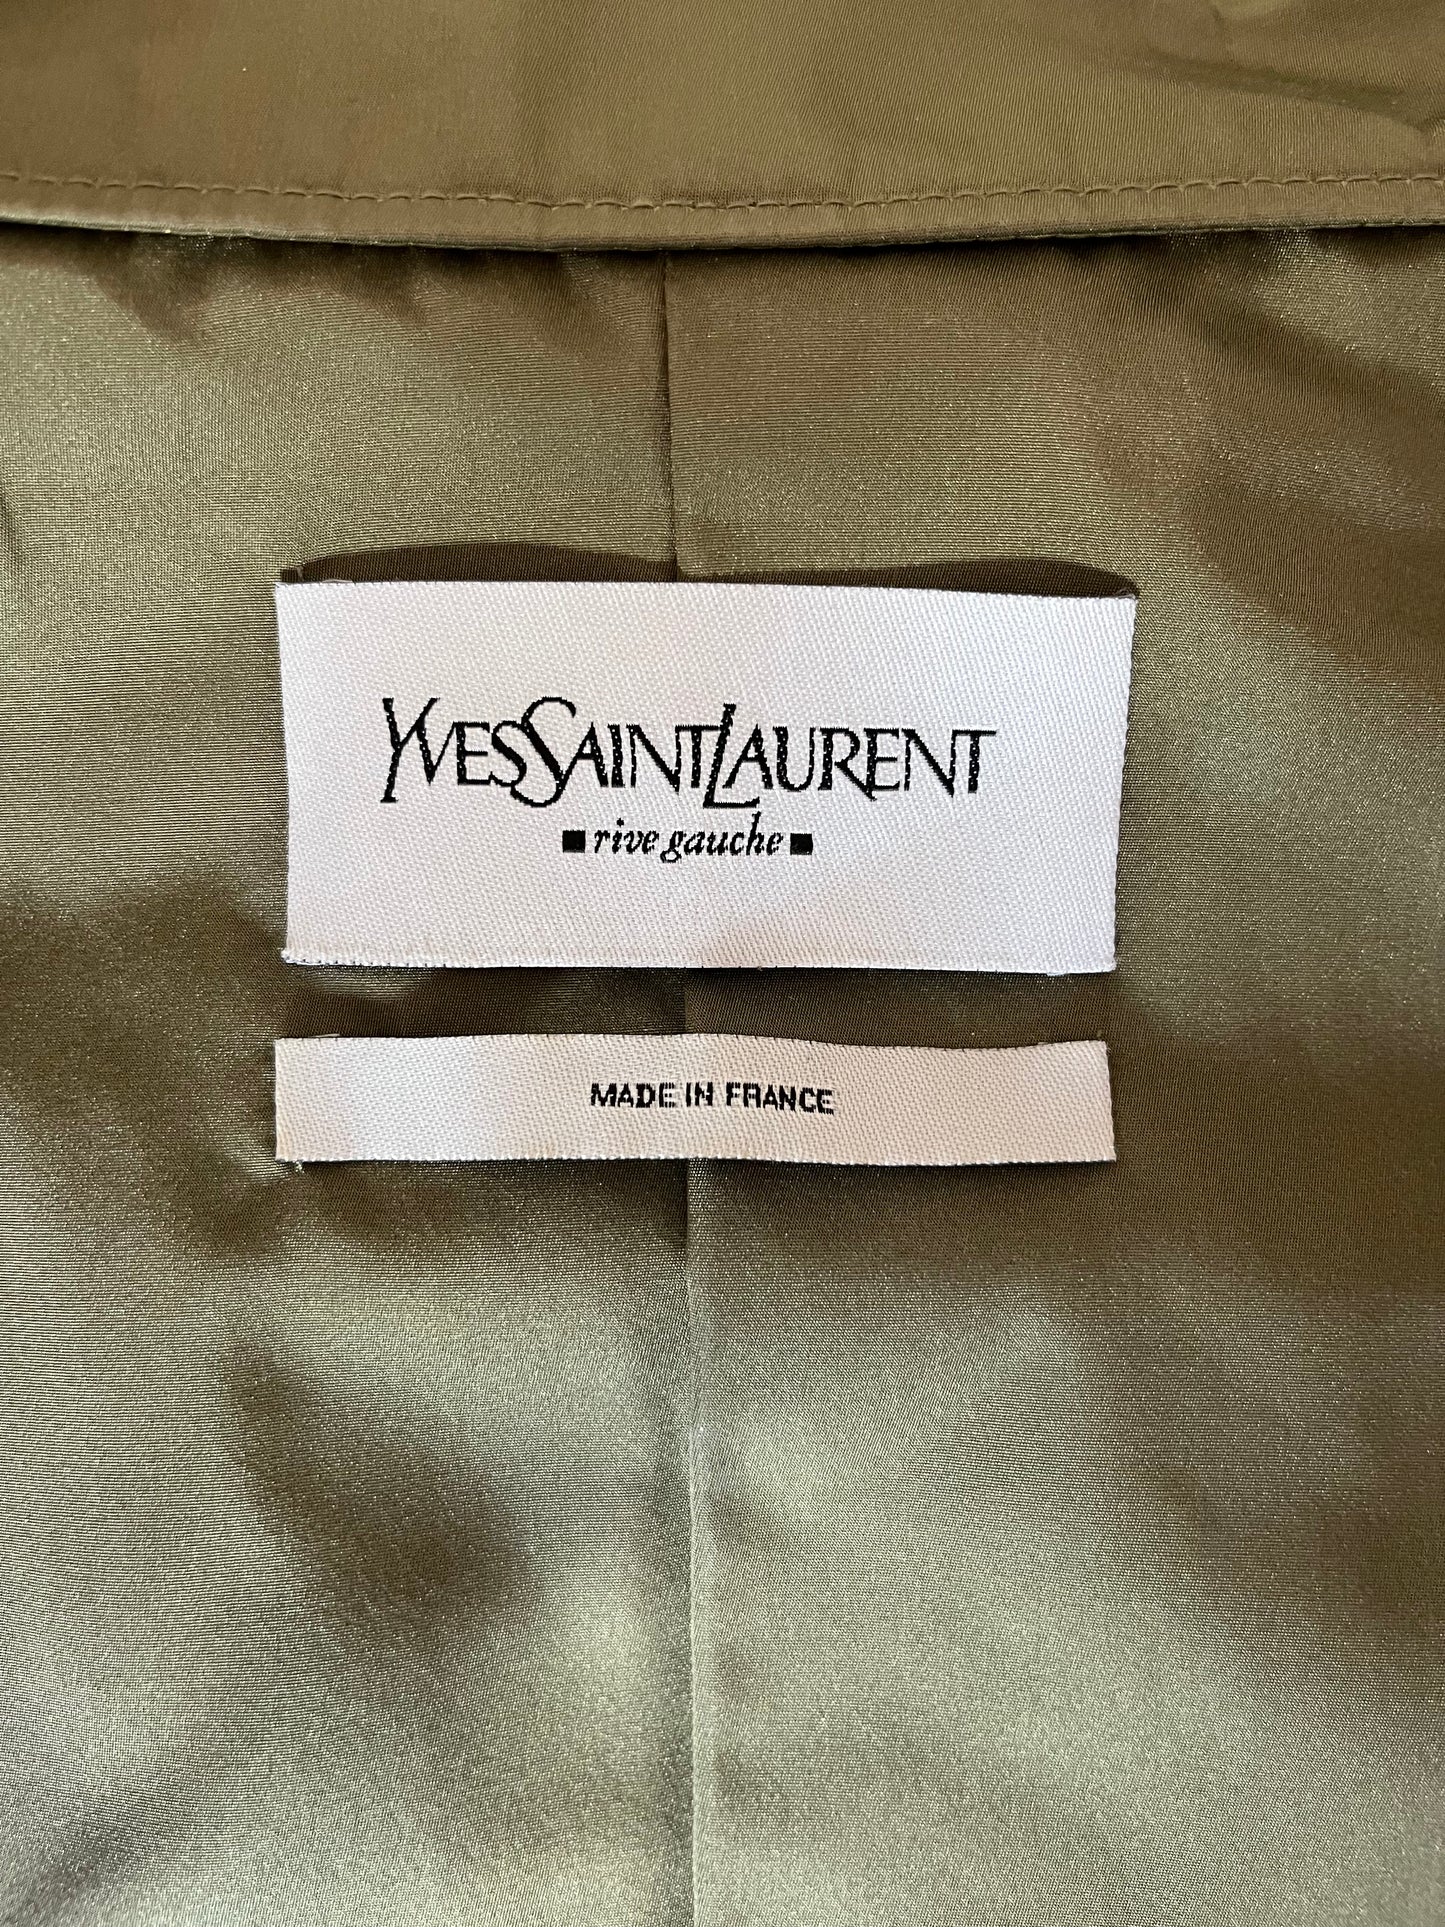 YVESSAINTLAURENT
▪ rive gauche ▪
MADE IN FRANCE